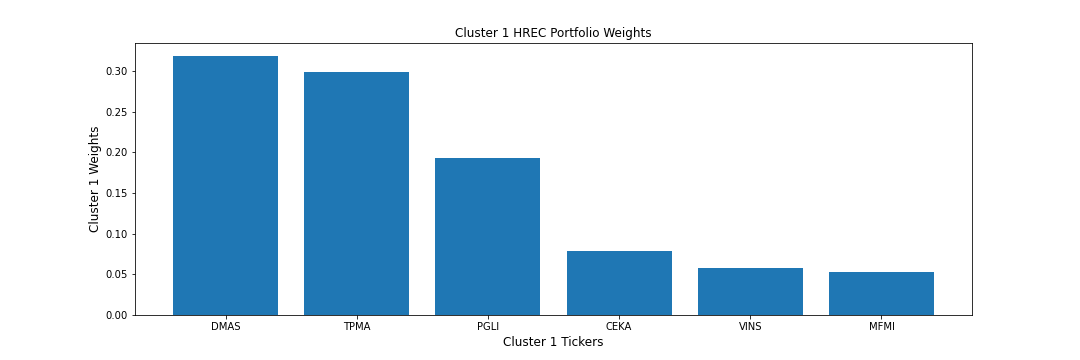 Cluster 1 HREC Portfolio Weights
Cluster 1 Weights
0.30
0.25
0.20
0.15
0.10
0.05
0.00
DMAS TPMA PGLI CEKA VINS MFMI
Cluster 1 Tickers